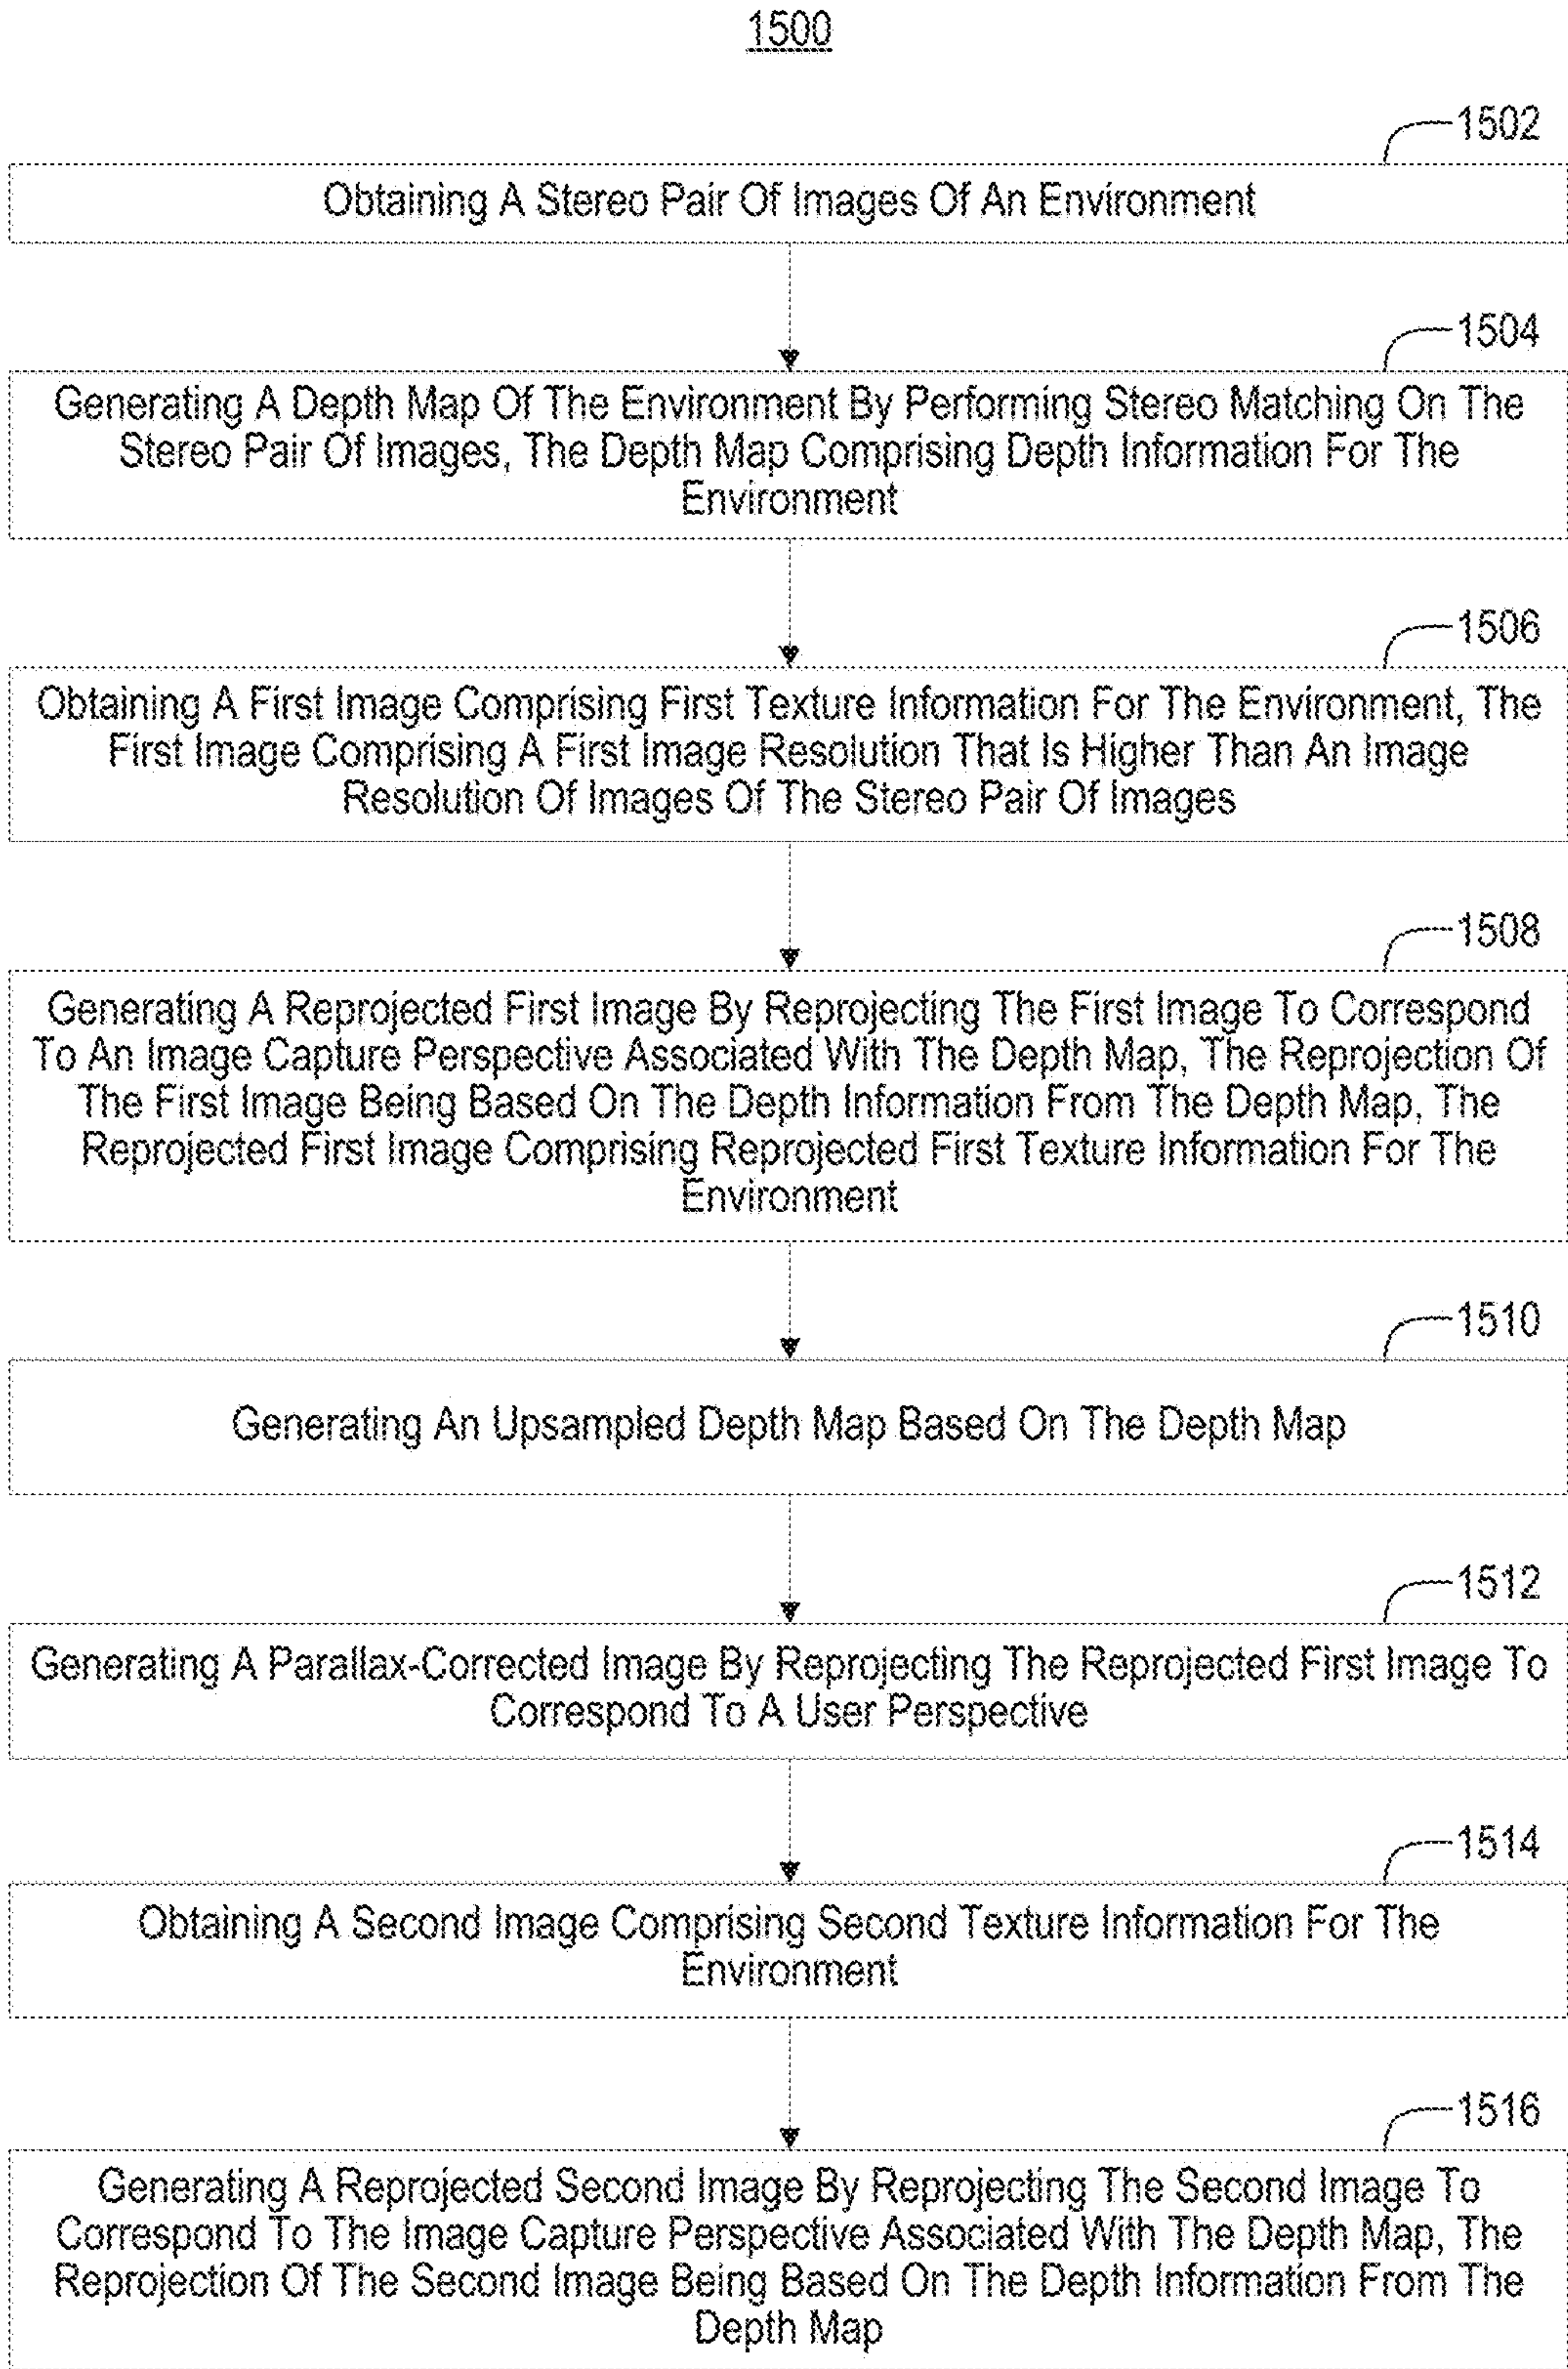 1500
1502
Obtaining A Stereo Pair Of Images Of An Environment
1504
Generating A Depth Map Of The Environment By Performing Stereo Matching On The
Stereo Pair Of Images, The Depth Map Comprising Depth Information For The
Environment
1506
Obtaining A First Image Comprising First Texture Information For The Environment, The
First Image Comprising A First Image Resolution That Is Higher Than An Image
Resolution Of Images Of The Stereo Pair Of Images
1508
Generating A Reprojected First Image By Reprojecting The First Image To Correspond
To An Image Capture Perspective Associated With The Depth Map, The Reprojection Of
The First Image Being Based On The Depth Information From The Depth Map, The
Reprojected First Image Comprising Reprojected First Texture Information For The
Environment
1510
Generating An Upsampled Depth Map Based On The Depth Map
1512
Generating A Parallax-Corrected Image By Reprojecting The Reprojected First Image To
Correspond To A User Perspective
1514
Obtaining A Second Image Comprising Second Texture Information For The
Environment
1516
Generating A Reprojected Second Image By Reprojecting The Second Image To
Correspond To The Image Capture Perspective Associated With The Depth Map, The
Reprojection Of The Second Image Being Based On The Depth Information From The
Depth Map